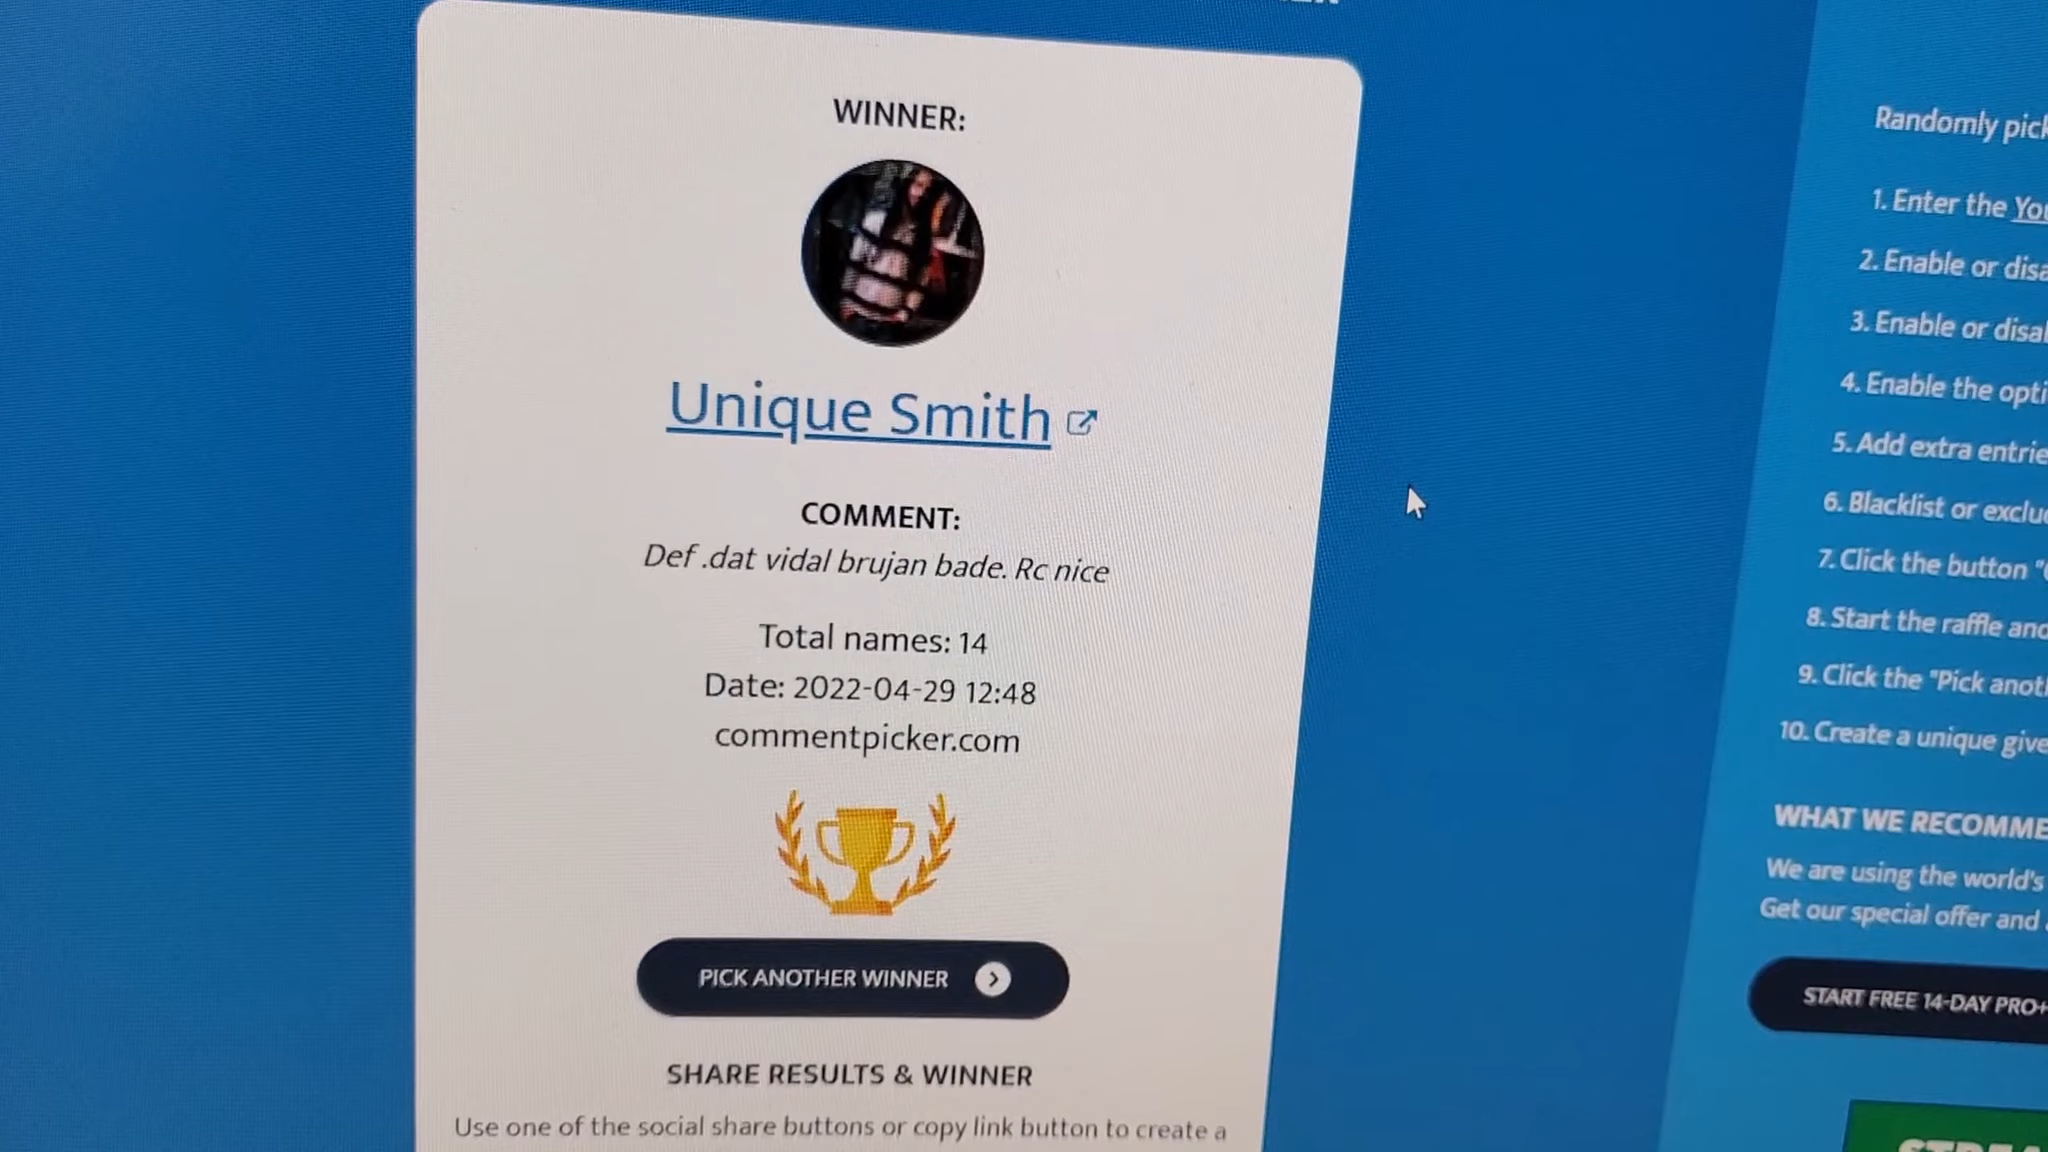 WINNER:
Unique Smith
COMMENT:
Def .dat vidal brujan bade. Rc nice
Total names: 14
Date: 2022-04-29 12:48
commentpicker.com
PICK ANOTHER WINNER
SHARE RESULTS & WINNER
Use one of the social share buttons or copy link button to create a
Randomly pick
1. Enter the
2. Enable or
3. Enable or
4. Enable the
5. Add extra
6. Blacklist or
7. Click the button
8. Start the raffle and
9. Click the "Pick
10. Create a unique
WHAT WE
We are using the world's
Get our special offer and
START FREE 14-DAY PRO+